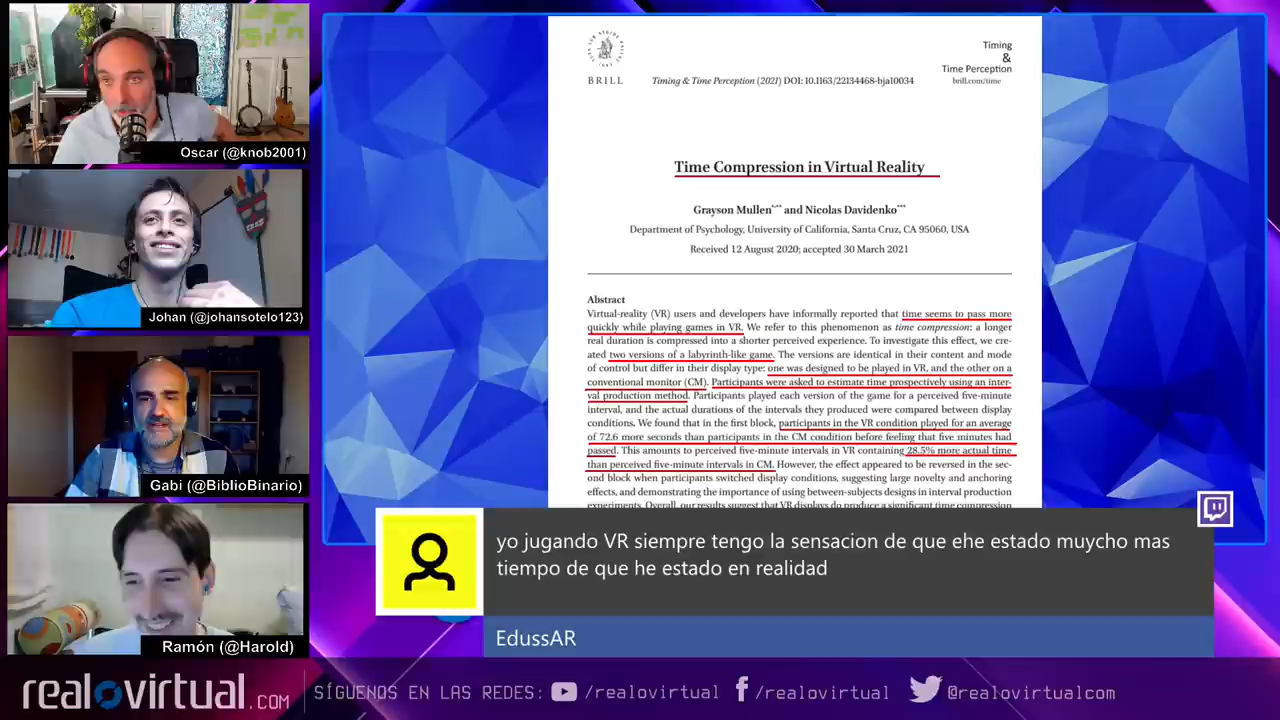 Oscar (@knob2001)
Johan (@johansotelo123)
Gabi (@BiblioBinario)
Ramón (@Harold)
BRILL
Timing & Time Perception (2021) DOI: 10.1163/22134468-bja10034
Timing
&
Time Perception
brill.com/time
Time Compression in Virtual Reality
Grayson Mullen*,** and Nicolas Davidenko***
Department of Psychology, University of California, Santa Cruz, CA 95060, USA
Received 12 August 2020; accepted 30 March 2021
Abstract
Virtual-reality (VR) users and developers have informally reported that time seems to pass more
quickly while playing games in VR. We refer to this phenomenon as time compression: a longer
real duration is compressed into a shorter perceived experience. To investigate this effect, we cre-
ated two versions of a labyrinth-like game. The versions are identical in their content and mode
of control but differ in their display type: one was designed to be played in VR, and the other on a
conventional monitor (CM). Participants were asked to estimate time prospectively using an inter-
val production method. Participants played each version of the game for a perceived five-minute
interval, and the actual durations of the intervals they produced were compared between display
conditions. We found that in the first block, participants in the VR condition played for an average
of 72.6 more seconds than participants in the CM condition before feeling that five minutes had
passed. This amounts to perceived five-minute intervals in VR containing 28.5% more actual time
than perceived five-minute intervals in CM. However, the effect appeared to be reversed in the sec-
ond block when participants switched display conditions, suggesting large novelty and anchoring
effects, and demonstrating the importance of using between-subjects designs in interval production
experiments. Overall, our results suggest that VR displays do produce a significant time compression
yo jugando VR siempre tengo la sensacion de que ehe estado muycho mas
tiempo de que he estado en realidad
EdussAR
realovirtual.com
SÍGUENOS EN LAS REDES: /realovirtual /realovirtual @realovirtualcom